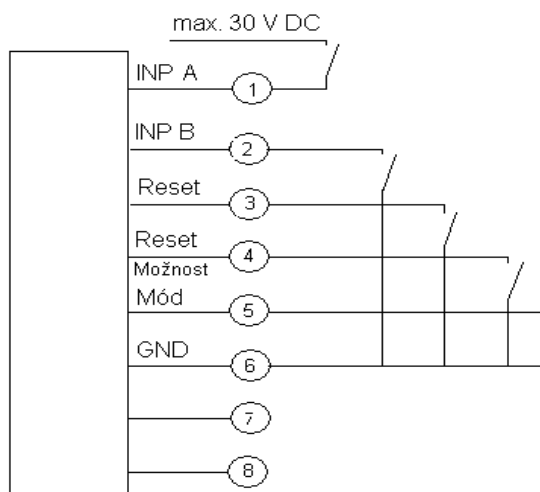 max. 30 V DC
INP A
1
INP B
2
Reset
3
Reset
4
Možnost
Mód
5
GND
6
7
8